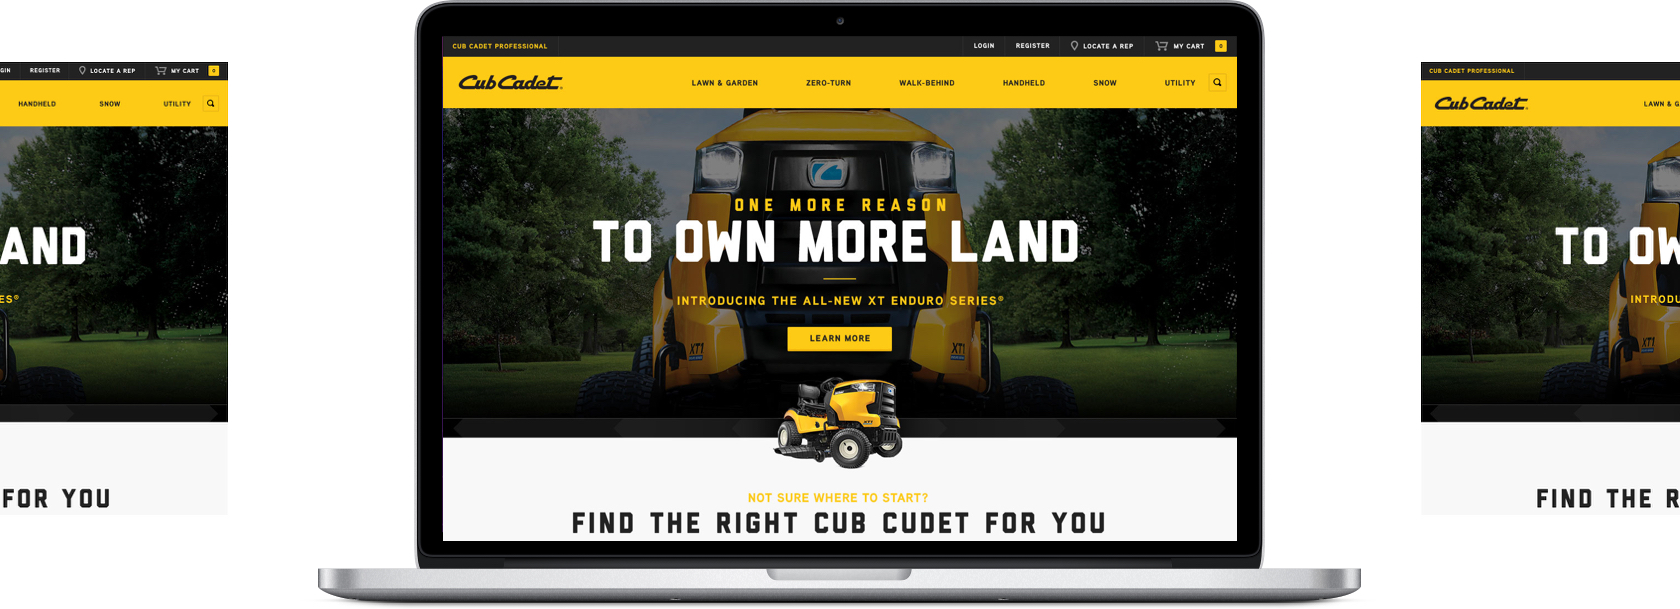 GIN REGISTER LOCATE A REP MY CART 0
HANDHELD SNOW UTILITY
AND
ES®
FOR YOU
CUB CADET PROFESSIONAL LOGIN REGISTER LOCATE A REP MY CART 0
Cub Cadet LAWN & GARDEN ZERO-TURN WALK-BEHIND HANDHELD SNOW UTILITY
ONE MORE REASON
TO OWN MORE LAND
INTRODUCING THE ALL-NEW XT ENDURO SERIES®
XT1 XT1
LEARN MORE
XT1
NOT SURE WHERE TO START?
FIND THE RIGHT CUB CUDET FOR YOU
CUB CADET PROFESSIONAL
Cub Cadet LAWN & G
TO OW
INTRODU
FIND THE R